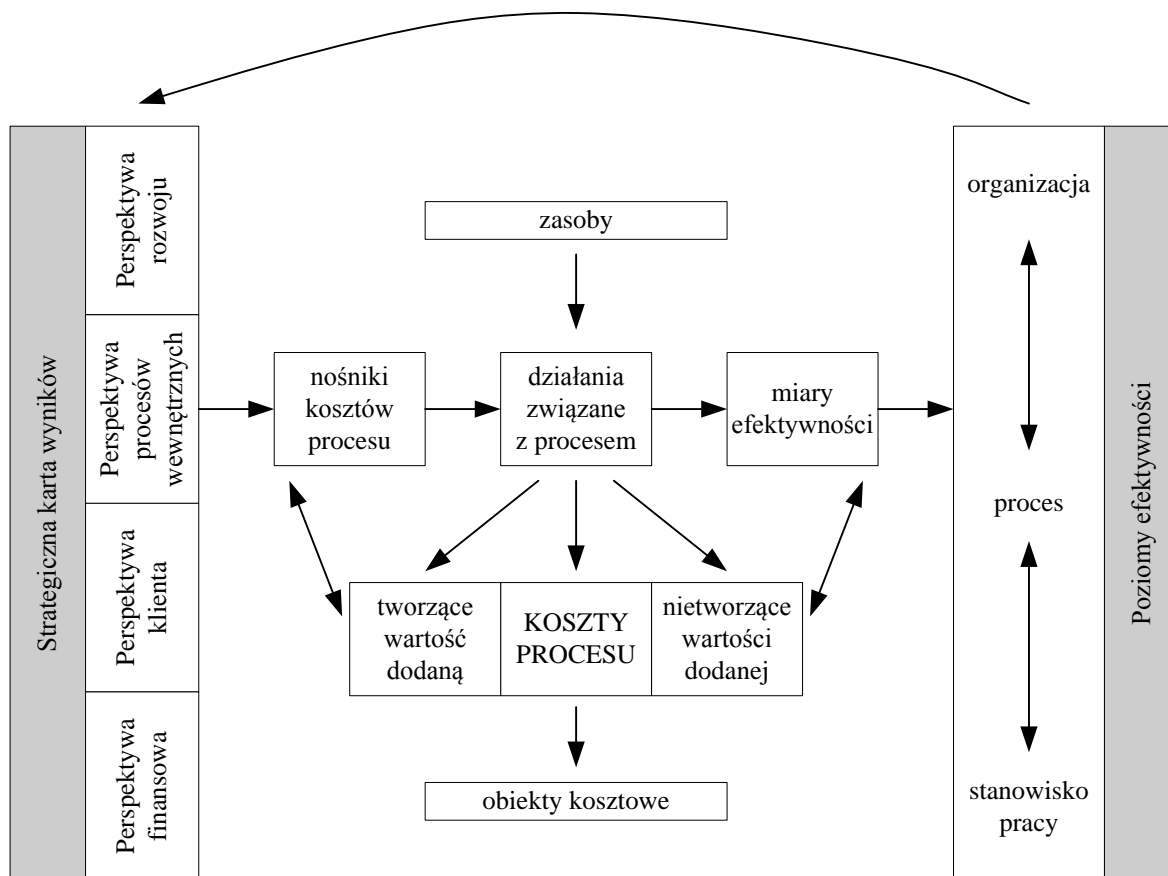 Strategiczna karta wyników
Perspektywa
rozwoju
Perspektywa
procesów
wewnętrznych
Perspektywa
klienta
Perspektywa
finansowa
zasoby
nośniki
kosztów
procesu
działania
związane
z procesem
miary
efektywności
tworzące
wartość
dodaną
KOSZTY
PROCESU
nietworzące
wartości
dodanej
obiekty kosztowe
organizacja
proces
stanowisko
pracy
Poziomy efektywności